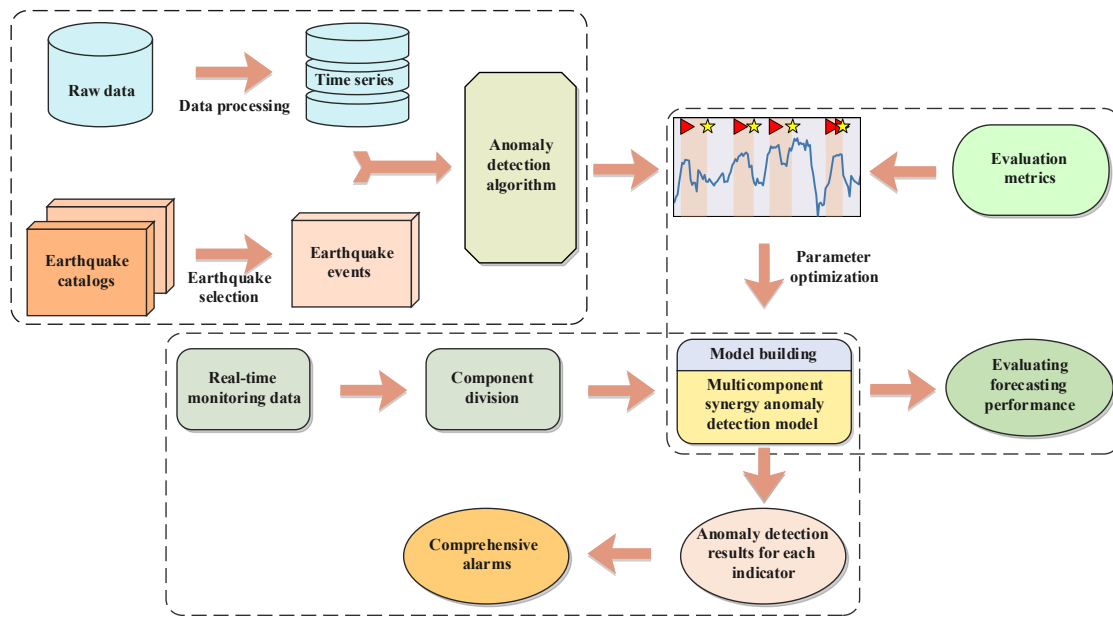 Raw data
Data processing
Time series
Anomaly
detection
algorithm
Evaluation
metrics
Earthquake
catalogs
Earthquake
selection
Earthquake
events
Parameter
optimization
Real-time
monitoring data
Component
division
Model building
Multicomponent
synergy anomaly
detection model
Evaluating
forecasting
performance
Comprehensive
alarms
Anomaly detection
results for each
indicator